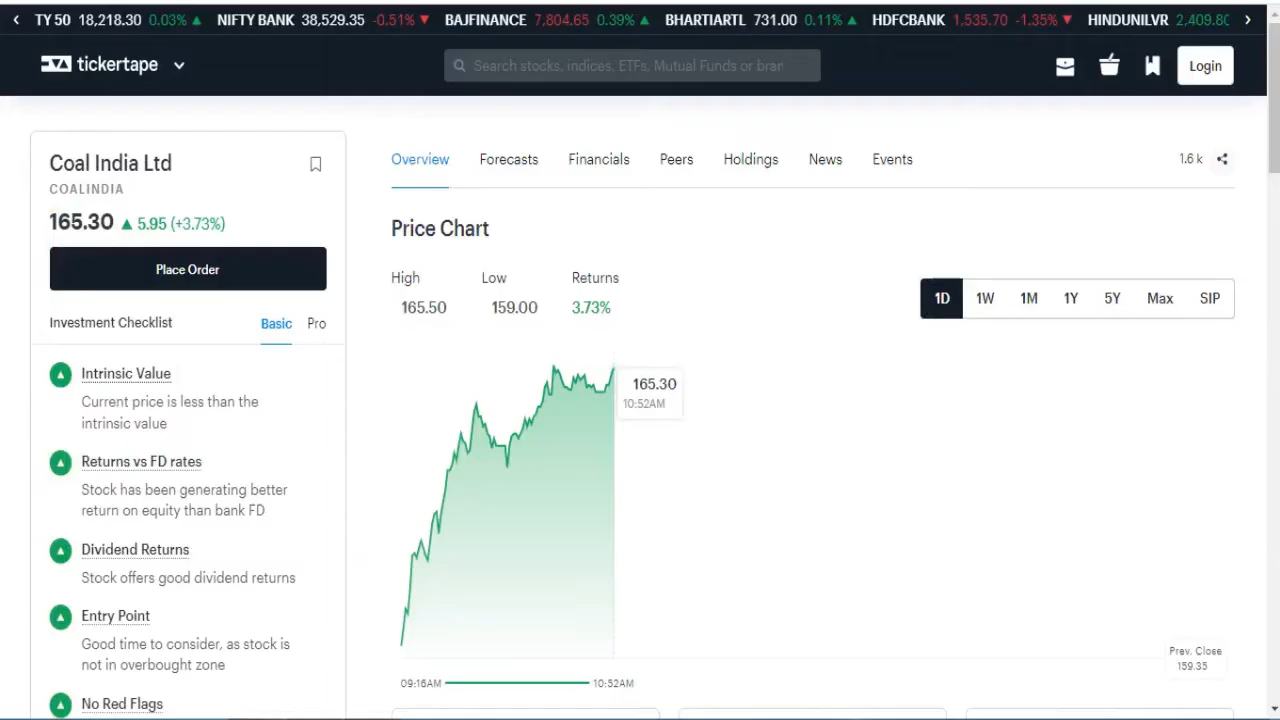 TY 50 18,218.30 0.03% ▲ NIFTY BANK 38,529.35 -0.51% ▼ BAJFINANCE 7,804.65 0.39% ▲ BHARTIARTL 731.00 0.11% ▲ HDFCBANK 1,535.70 -1.35% ▼ HINDUNILVR 2,409.80
tickertape
Search stocks, indices, ETFs, Mutual Funds or bran
Login
Coal India Ltd
COALINDIA
165.30 ▲ 5.95 (+3.73%)
Place Order
Investment Checklist Basic Pro
Intrinsic Value
Current price is less than the
intrinsic value
Returns vs FD rates
Stock has been generating better
return on equity than bank FD
Dividend Returns
Stock offers good dividend returns
Entry Point
Good time to consider, as stock is
not in overbought zone
No Red Flags
Overview Forecasts Financials Peers Holdings News Events 1.6 k
Price Chart
High Low Returns
165.50 159.00 3.73%
1D 1W 1M 1Y 5Y Max SIP
165.30
10:52AM
Prev. Close
159.35
09:16AM 10:52AM